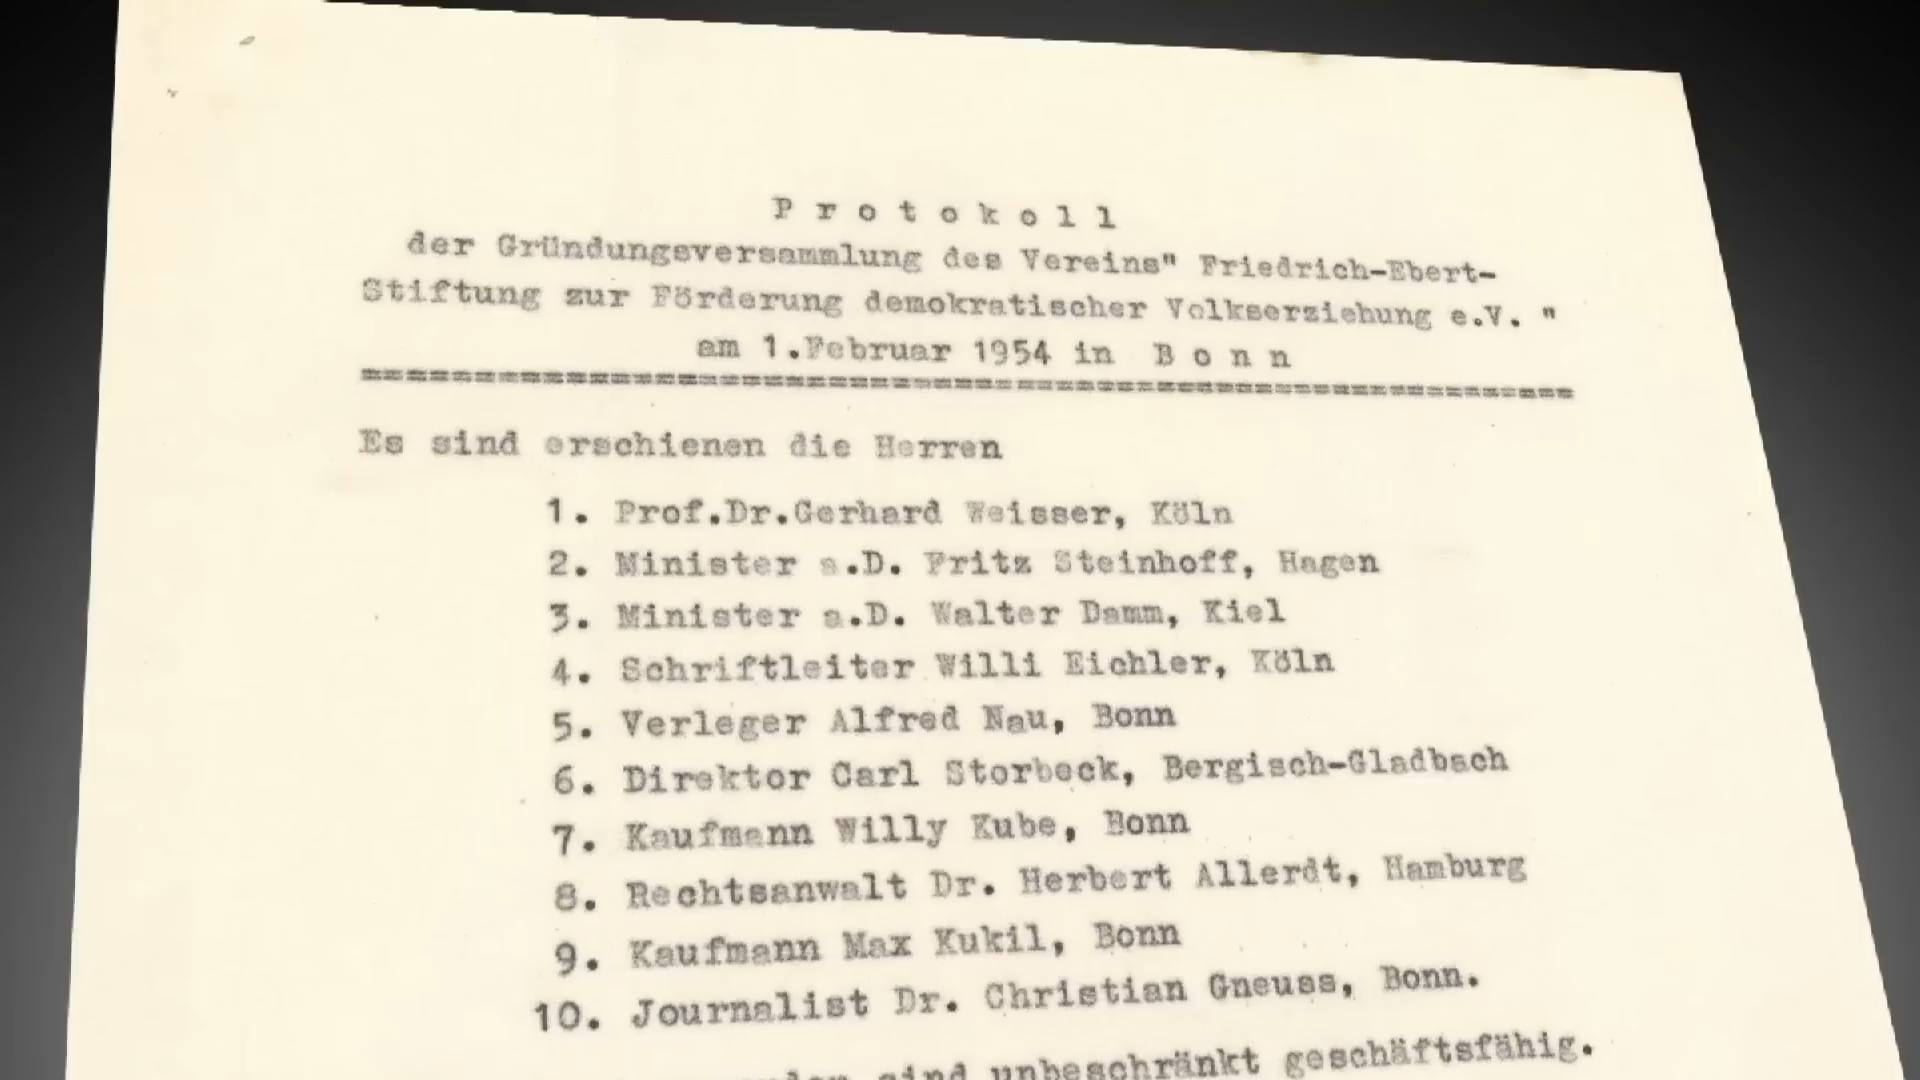 P r o t o k o l l
der Gründungsversammlung des Vereins" Friedrich-Ebert-
Stiftung zur Förderung demokratischer Volkserziehung e.V. "
am 1.Februar 1954 in B o n n
Es sind erschienen die Herren
1. Prof.Dr.Gerhard Weisser, Köln
2. Minister a.D. Fritz Steinhoff, Hagen
3. Minister a.D. Walter Damm, Kiel
4. Schriftleiter Willi Eichler, Köln
5. Verleger Alfred Nau, Bonn
6. Direktor Carl Storbeck, Bergisch-Gladbach
7. Kaufmann Willy Kube, Bonn
8. Rechtsanwalt Dr. Herbert Allerdt, Hamburg
9. Kaufmann Max Kukil, Bonn
10. Journalist Dr. Christian Gneuss, Bonn.
sind unbeschränkt geschäftsfähig.